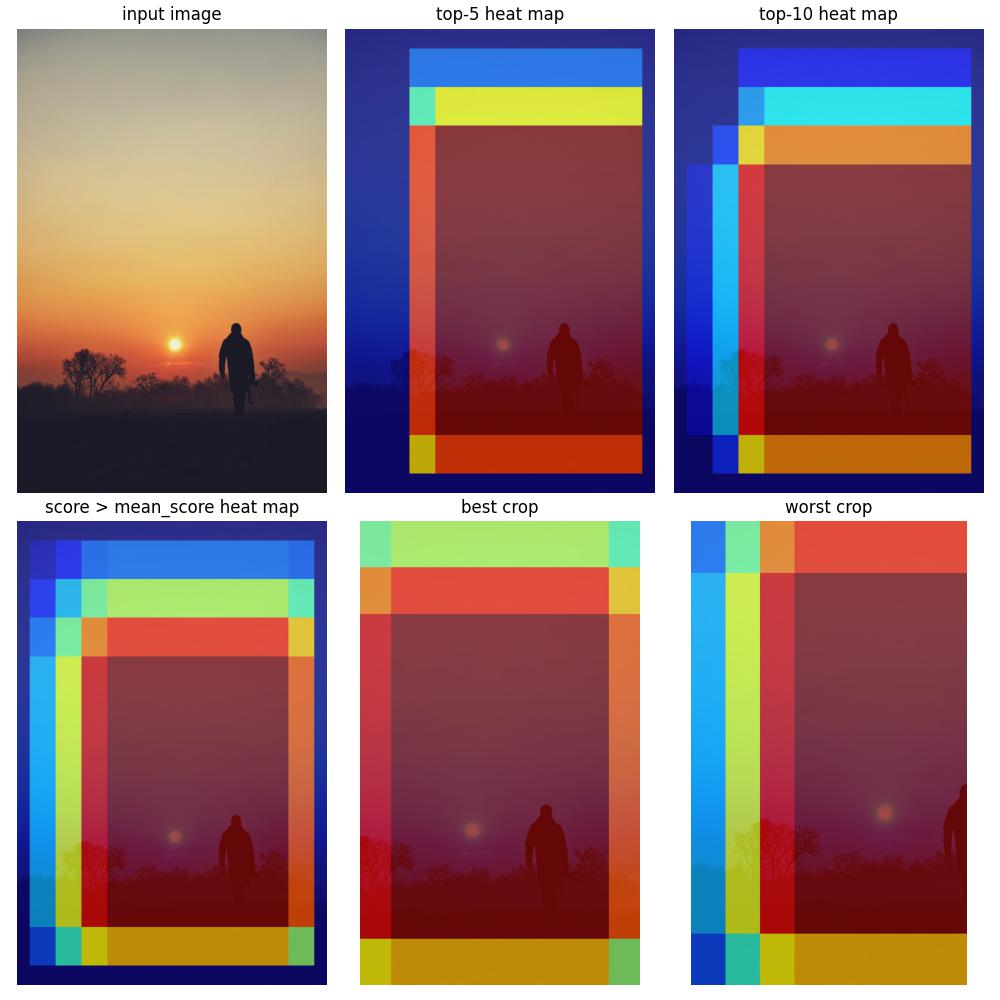 input image
top-5 heat map
top-10 heat map
score > mean_score heat map
best crop
worst crop